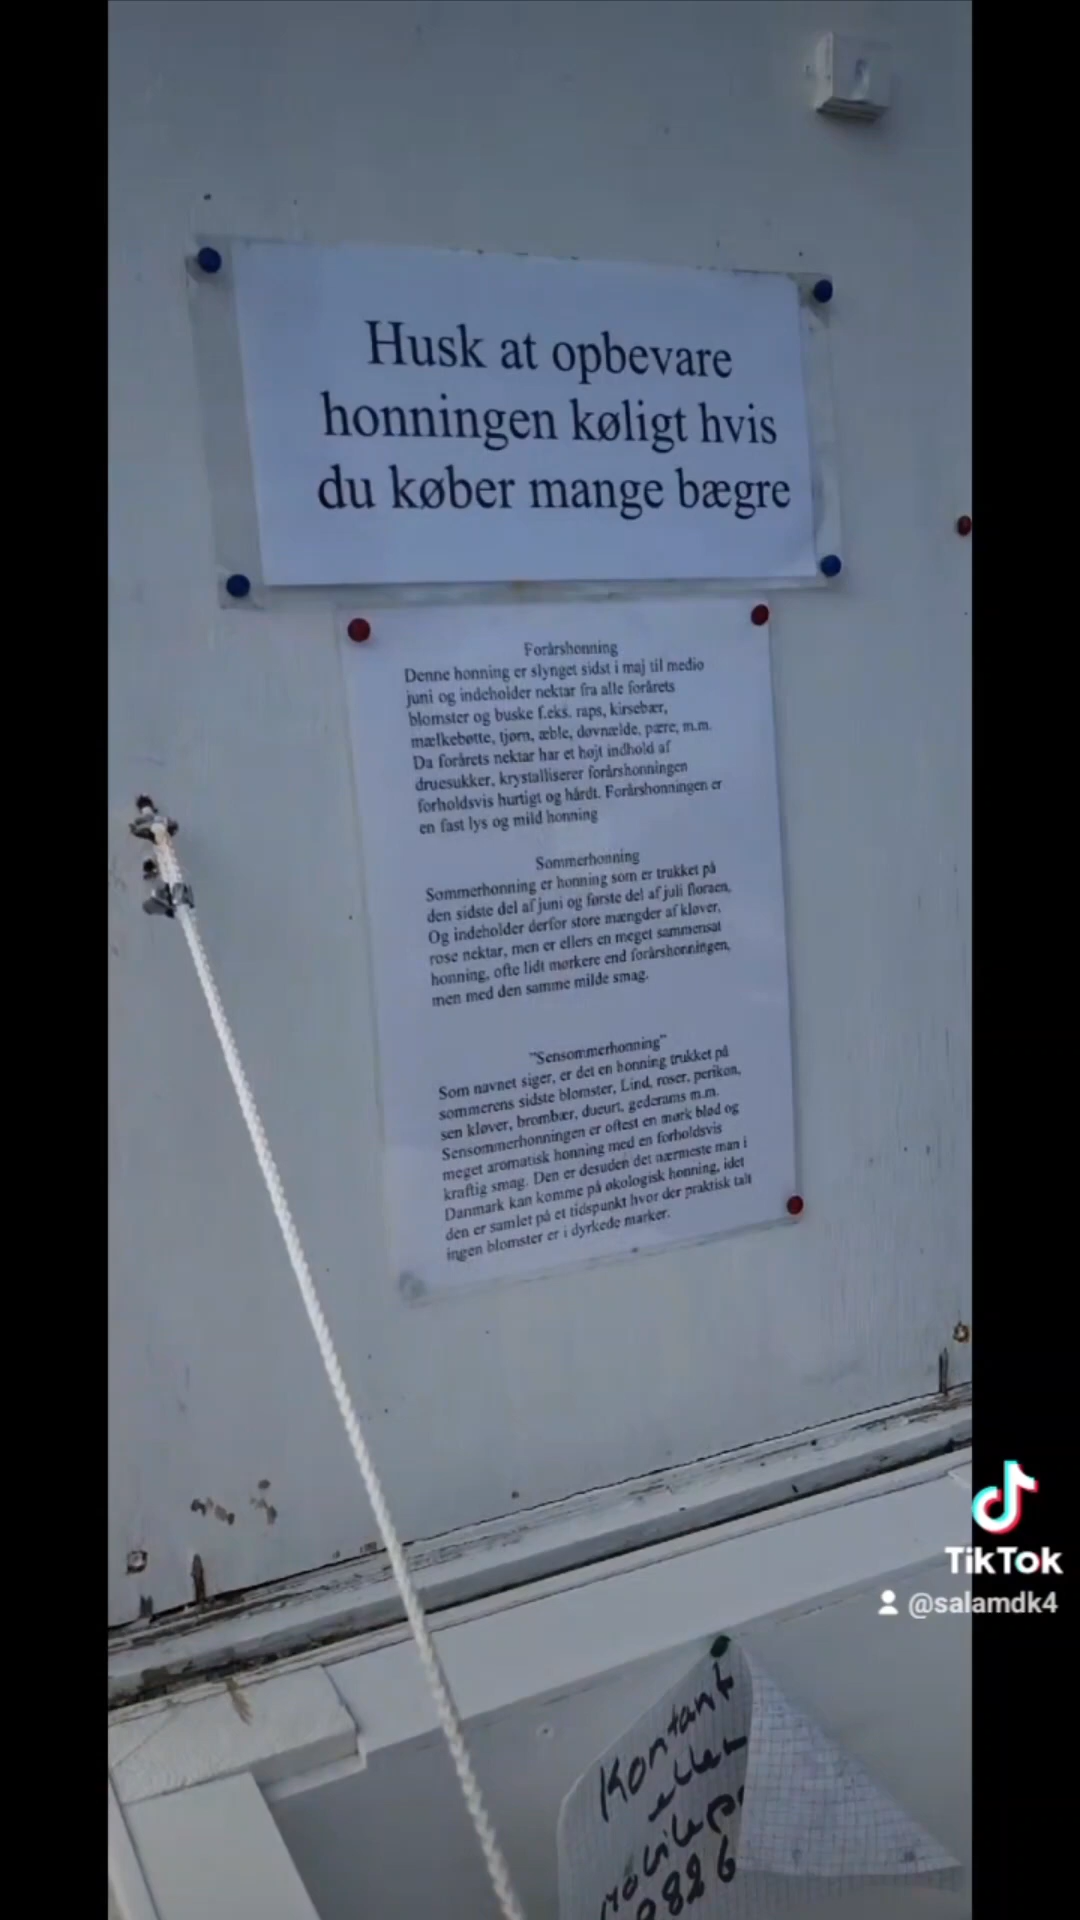 Husk at opbevare
honningen køligt hvis
du køber mange bægre
Forårshonning
Denne honning er slynget sidst i maj til medio
juni og indeholder nektar fra alle forårets
blomster og buske f.eks. raps, kirsebær,
mælkebøtte, tjørn, æble, døvnælde, pære, m.m.
Da forårets nektar har et højt indhold af
druesukker, krystalliserer forårshonningen
forholdsvis hurtigt og hårdt. Forårshonningen er
en fast lys og mild honning
Sommerhonning
Sommerhonning er honning som er trukket på
den sidste del af juni og første del af juli floraen,
Og indeholder derfor store mængder af kløver,
rose nektar, men er ellers en meget sammensat
honning, ofte lidt mørkere end forårshonningen,
men med den samme milde smag.
"Sensommerhonning"
Som navnet siger, er det en honning trukket på
sommerens sidste blomster, Lind, roser, perikon,
sen kløver, brombær, dueurt, gederams m.m.
Sensommerhonningen er oftest en mørk blød og
meget aromatisk honning med en forholdsvis
kraftig smag. Den er desuden det nærmeste man i
Danmark kan komme på økologisk honning, idet
den er samlet på et tidspunkt hvor der praktisk talt
ingen blomster er i dyrkede marker.
TikTok
@salamdk4
Kontant
eller